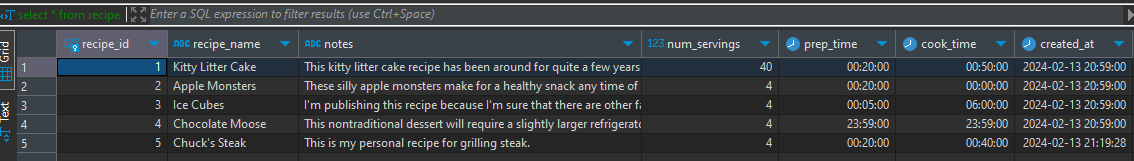 select * from recipe Enter a SQL expression to filter results (use Ctrl+Space)
Grid
Text
123 recipe_id ABC recipe_name ABC notes 123 num_servings prep_time cook_time created_at
1 1 Kitty Litter Cake This kitty litter cake recipe has been around for quite a few years 40 00:20:00 00:50:00 2024-02-13 20:59:00
2 2 Apple Monsters These silly apple monsters make for a healthy snack any time of 4 00:20:00 00:00:00 2024-02-13 20:59:00
3 3 Ice Cubes I'm publishing this recipe because I'm sure that there are other fa 4 00:05:00 06:00:00 2024-02-13 20:59:00
4 4 Chocolate Moose This nontraditional dessert will require a slightly larger refrigerato 4 23:59:00 23:59:00 2024-02-13 20:59:00
5 5 Chuck's Steak This is my personal recipe for grilling steak. 4 00:20:00 00:40:00 2024-02-13 21:19:28